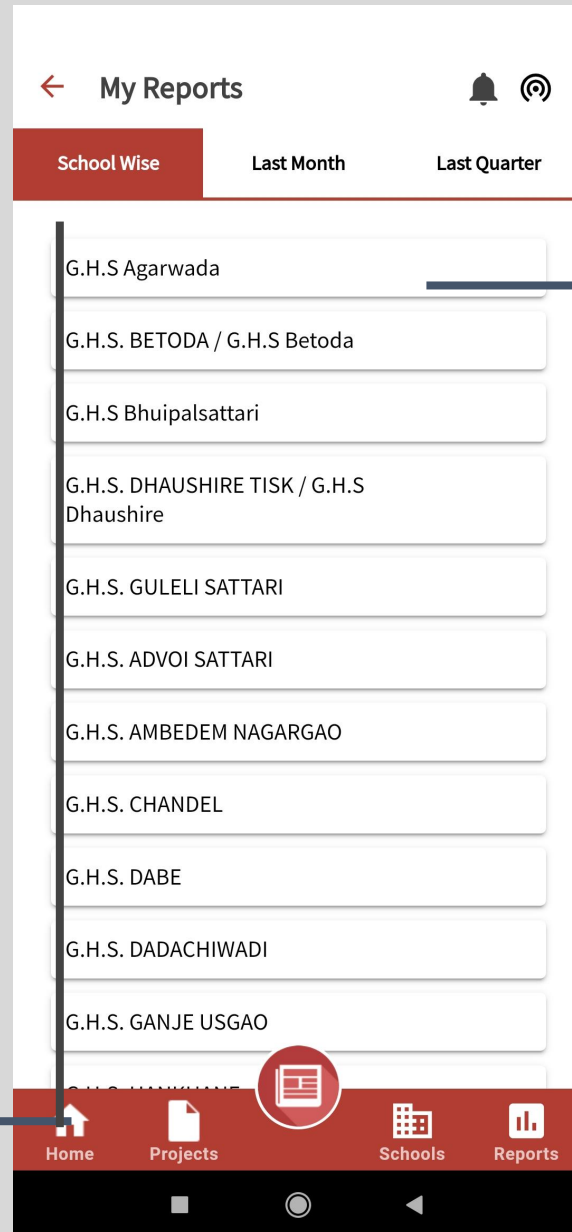 My Reports
School Wise Last Month Last Quarter
G.H.S Agarwada
G.H.S. BETODA / G.H.S Betoda
G.H.S Bhuipalsattari
G.H.S. DHAUSHIRE TISK / G.H.S
Dhaushire
G.H.S. GULELI SATTARI
G.H.S. ADVOI SATTARI
G.H.S. AMBEDEM NAGARGAO
G.H.S. CHANDEL
G.H.S. DABE
G.H.S. DADACHIWADI
G.H.S. GANJE USGAO
Home Projects Schools Reports